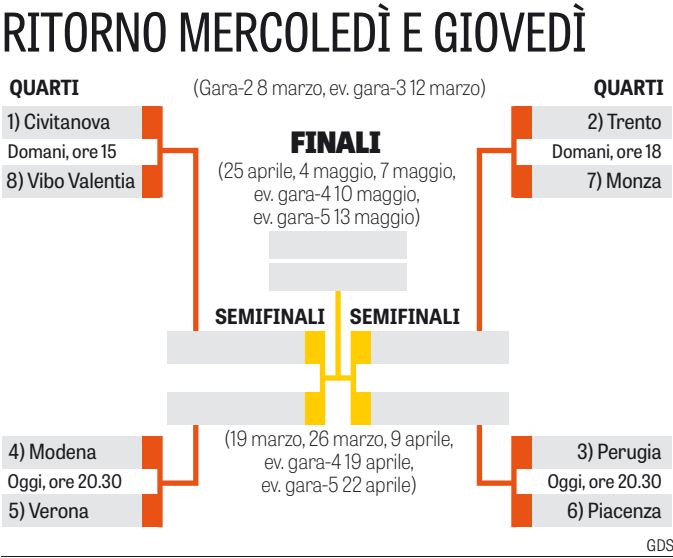 RITORNO MERCOLEDÌ E GIOVEDÌ
QUARTI
(Gara-2 8 marzo, ev. gara-3 12 marzo)
QUARTI
1) Civitanova
Domani, ore 15
8) Vibo Valentia
2) Trento
Domani, ore 18
7) Monza
FINALI
(25 aprile, 4 maggio, 7 maggio,
ev. gara-4 10 maggio,
ev. gara-5 13 maggio)
SEMIFINALI
SEMIFINALI
(19 marzo, 26 marzo, 9 aprile,
ev. gara-4 19 aprile,
ev. gara-5 22 aprile)
4) Modena
Oggi, ore 20.30
5) Verona
3) Perugia
Oggi, ore 20.30
6) Piacenza
GDS